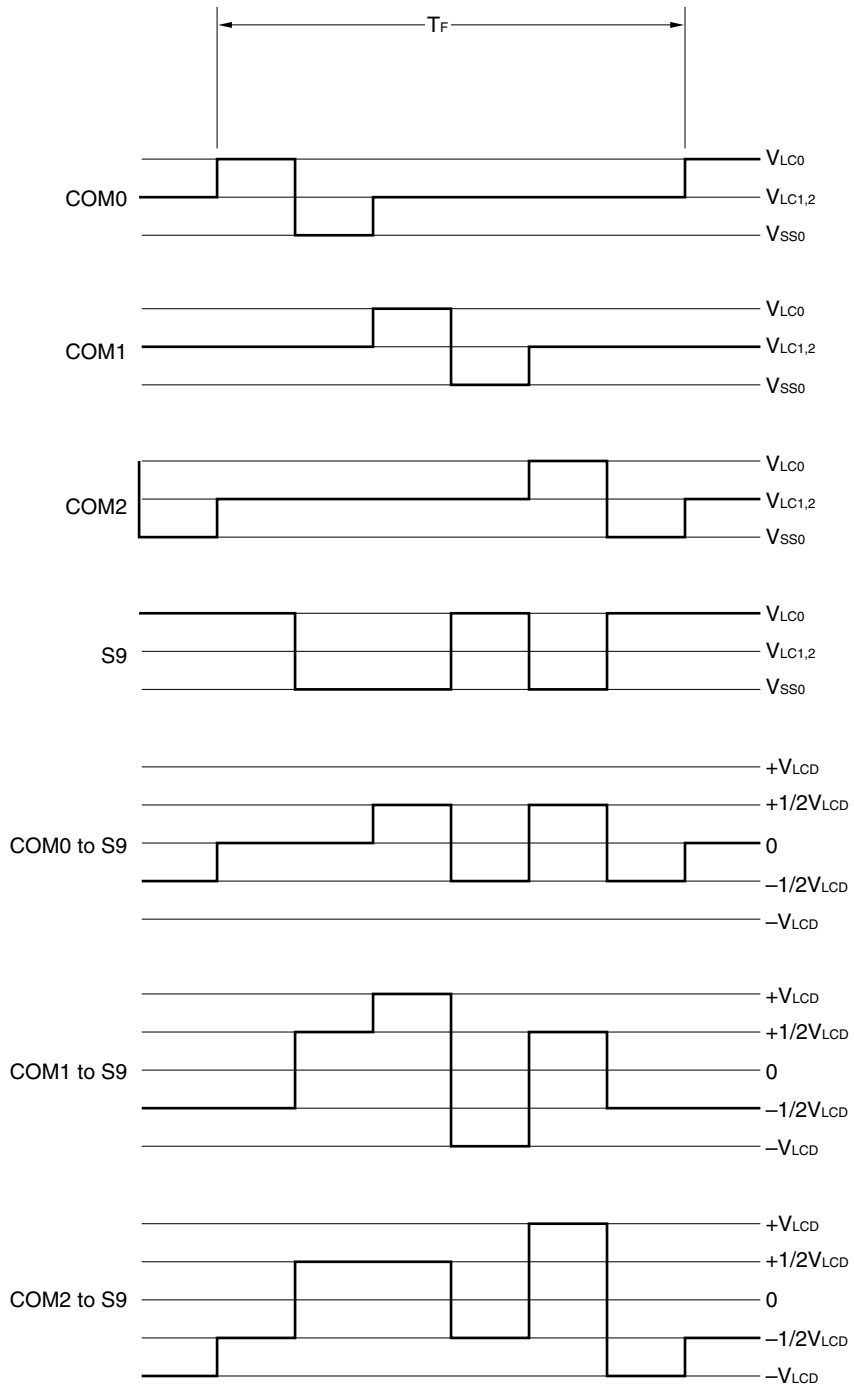 TF
VLC0
COM0 VLC1,2
VSS0
VLC0
COM1 VLC1,2
VSS0
VLC0
COM2 VLC1,2
VSS0
VLC0
S9 VLC1,2
VSS0
+VLCD
+1/2VLCD
COM0 to S9 0
–1/2VLCD
–VLCD
+VLCD
+1/2VLCD
COM1 to S9 0
–1/2VLCD
–VLCD
+VLCD
+1/2VLCD
COM2 to S9 0
–1/2VLCD
–VLCD